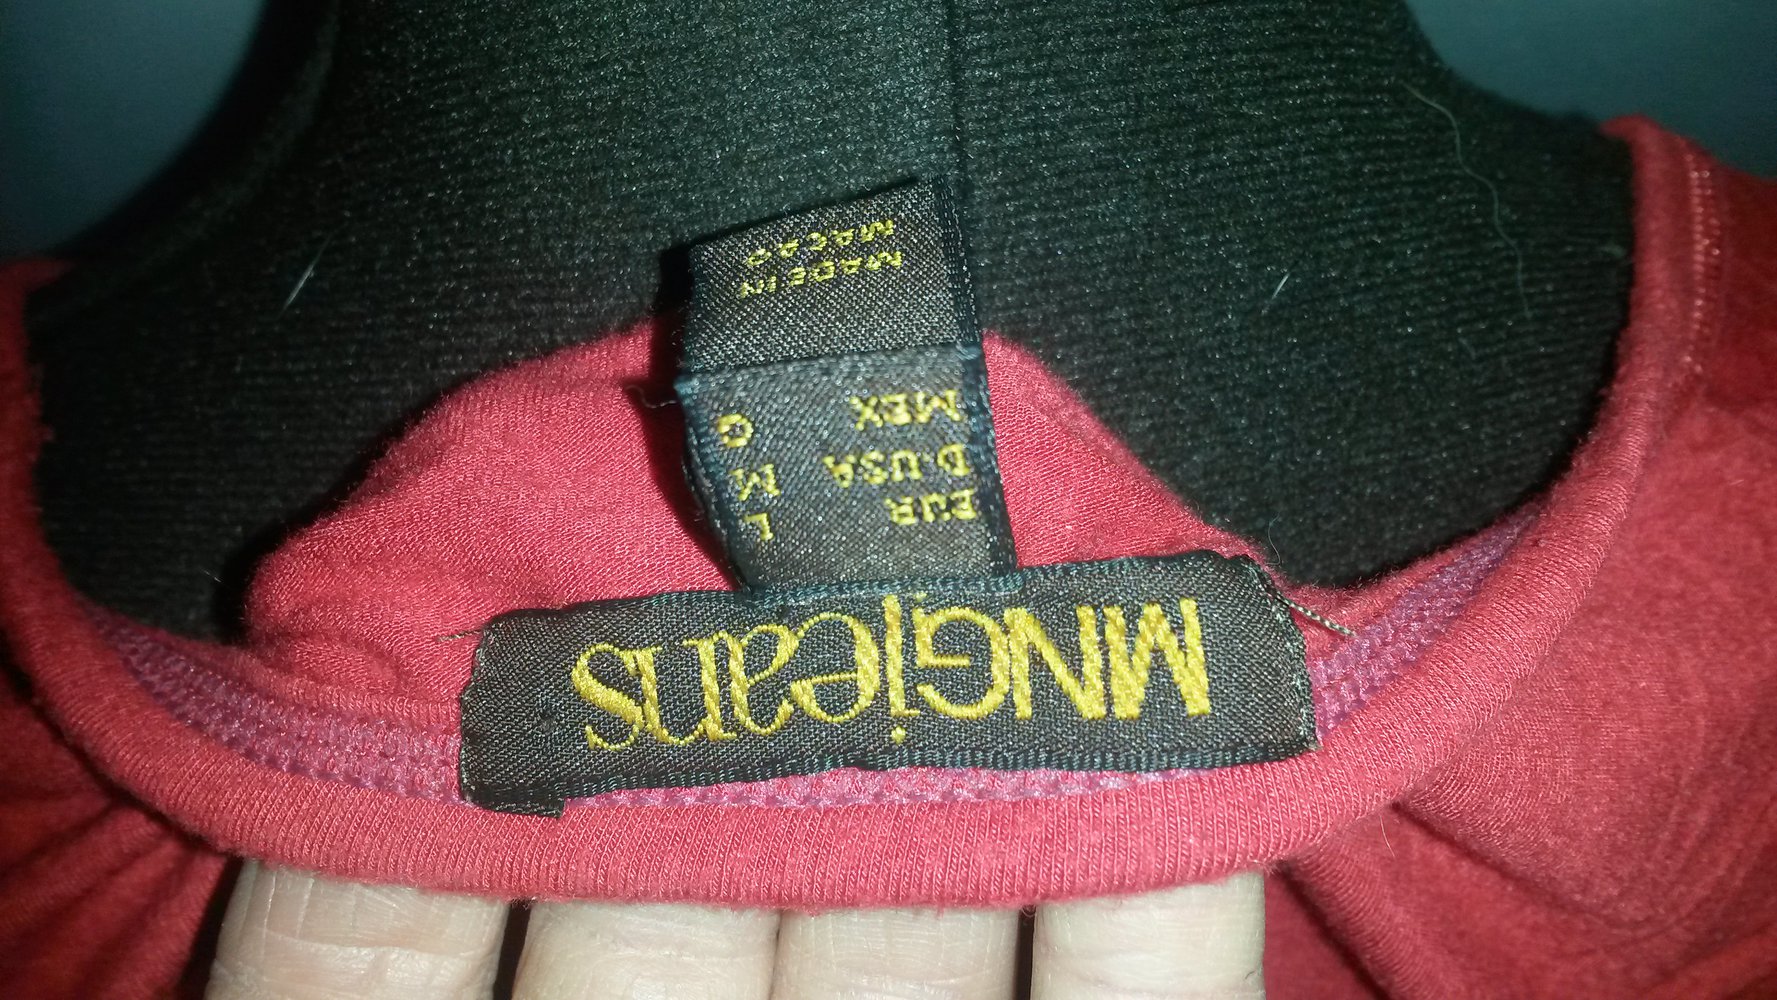 MNGjeans
EUR L
D·USA M
MEX G
MADE IN
MACAO